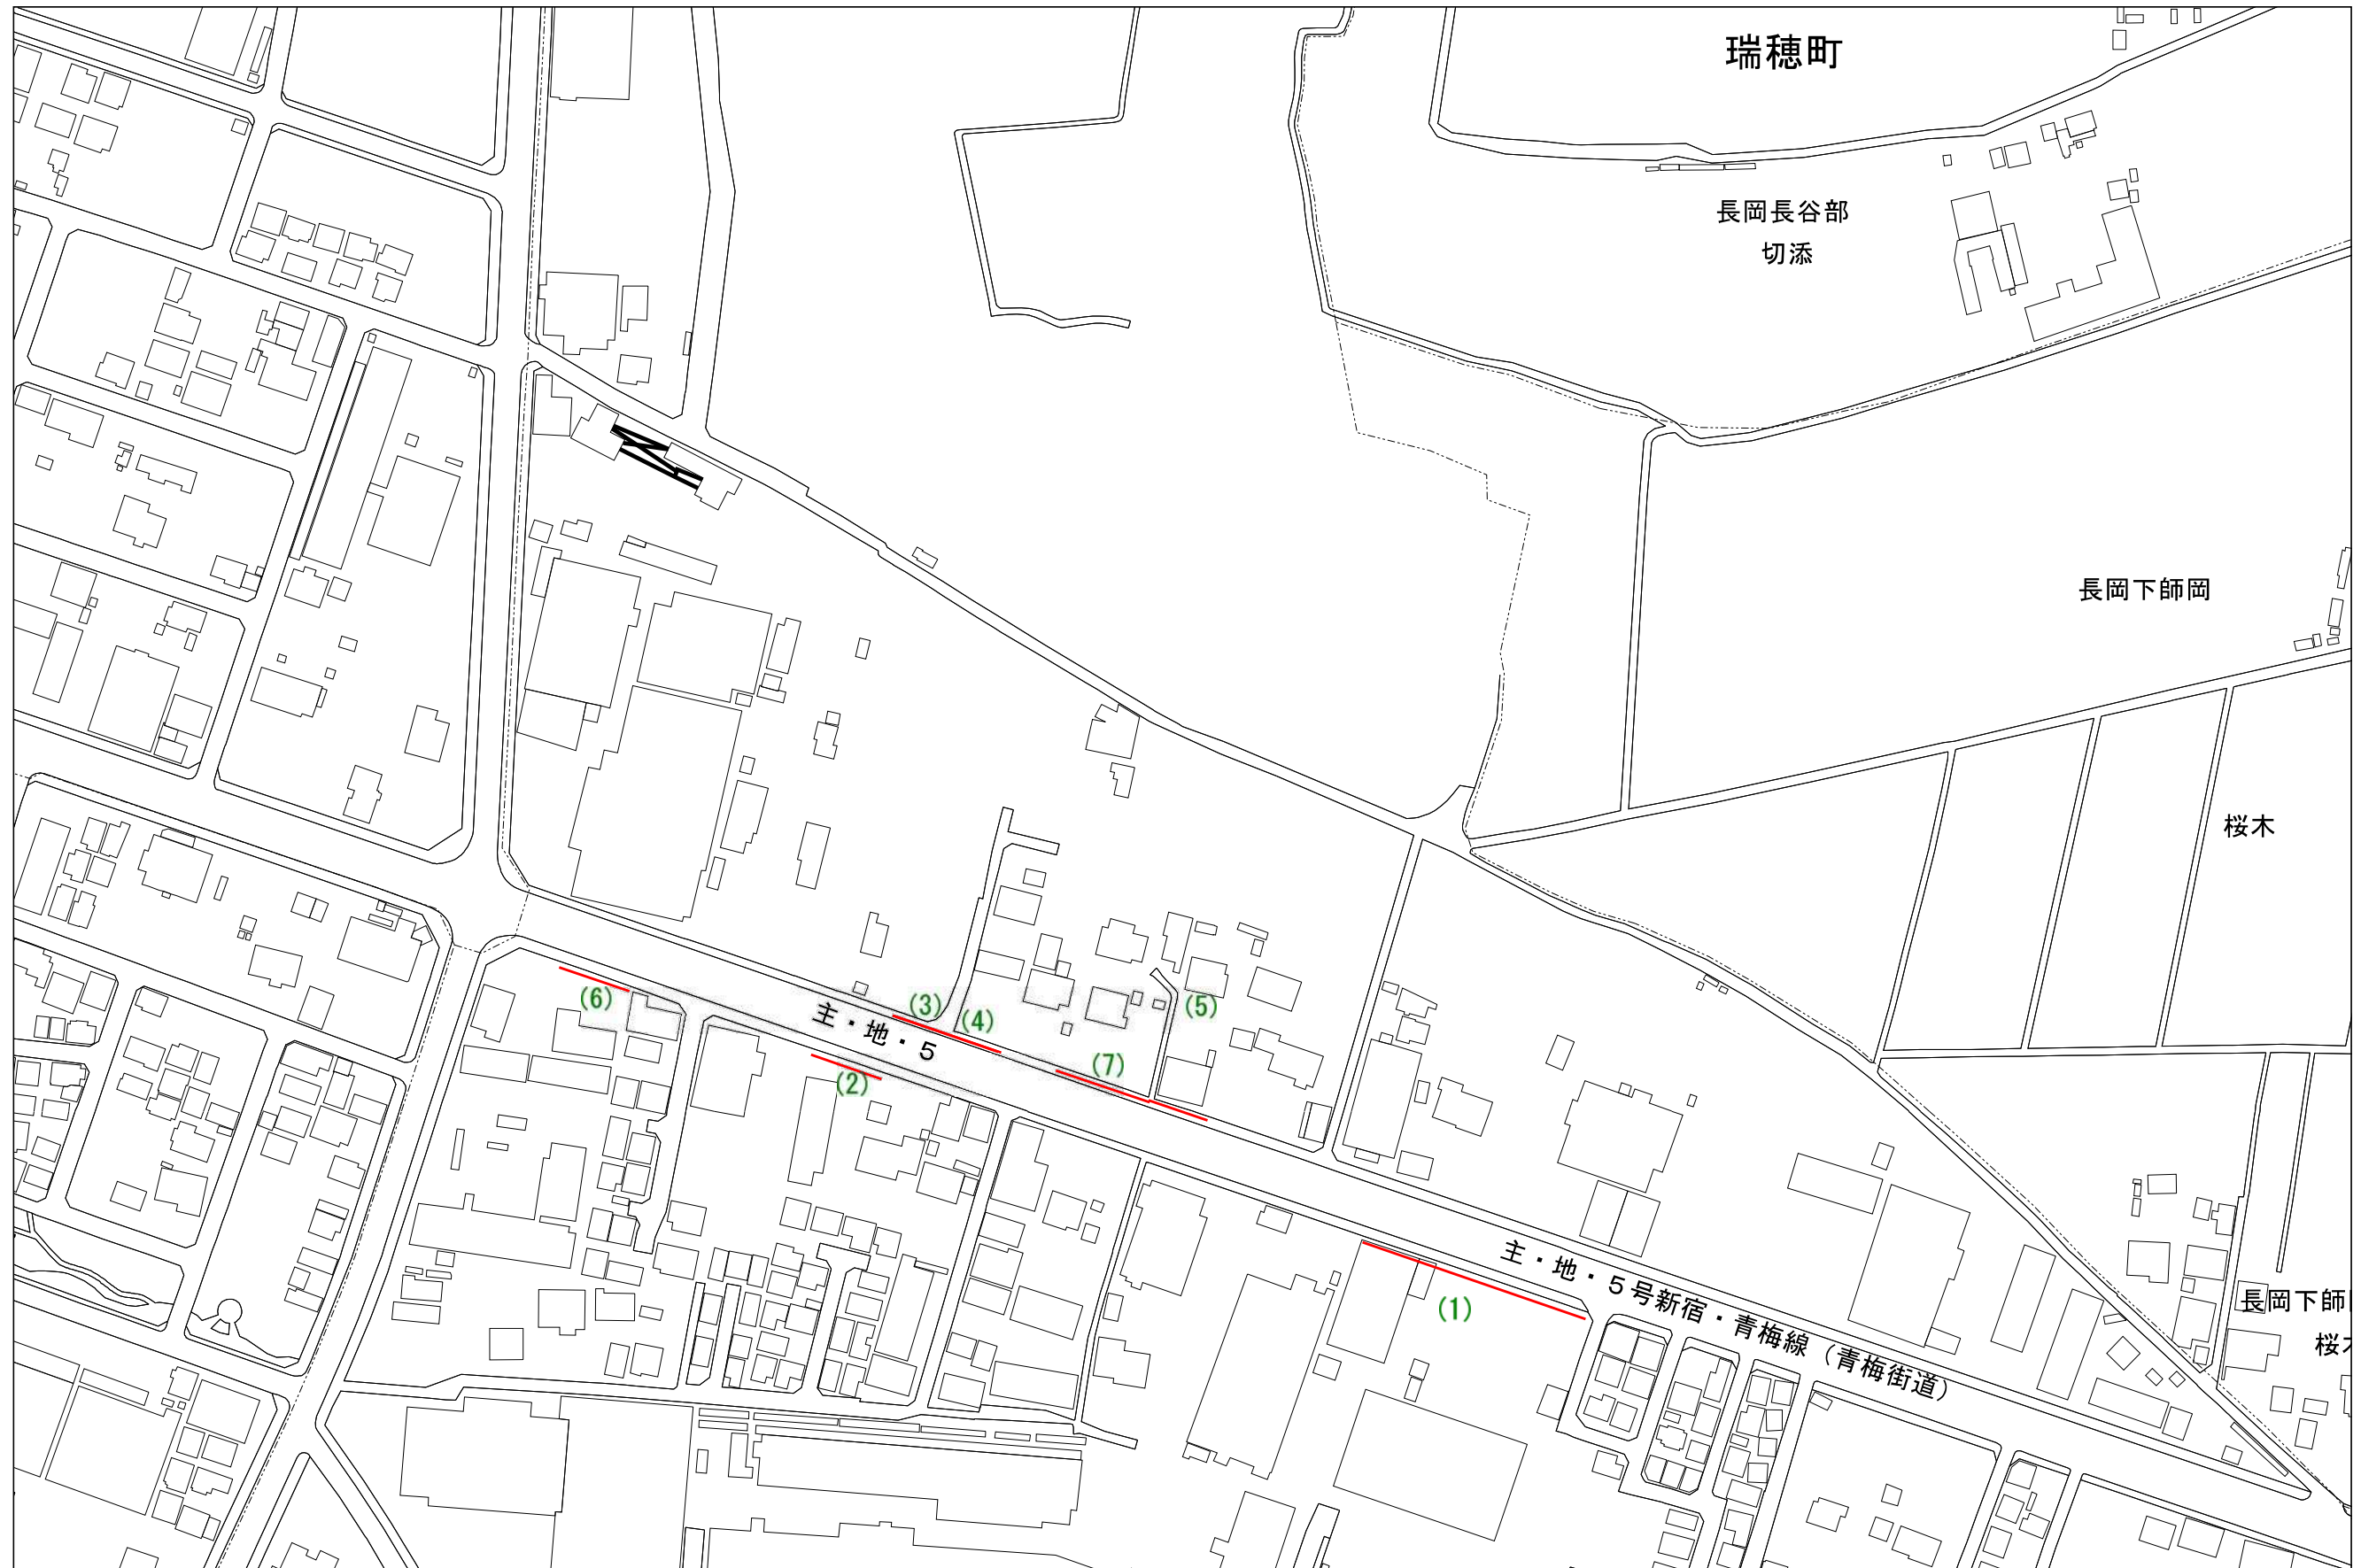 瑞穂町
長岡長谷部
切添
長岡下師岡
桜木
(3)
(4)
(5)
(6)
主・地・5
(7)
(2)
主・地・5号新宿・青梅線（青梅街道）
(1)
長岡下師
桜